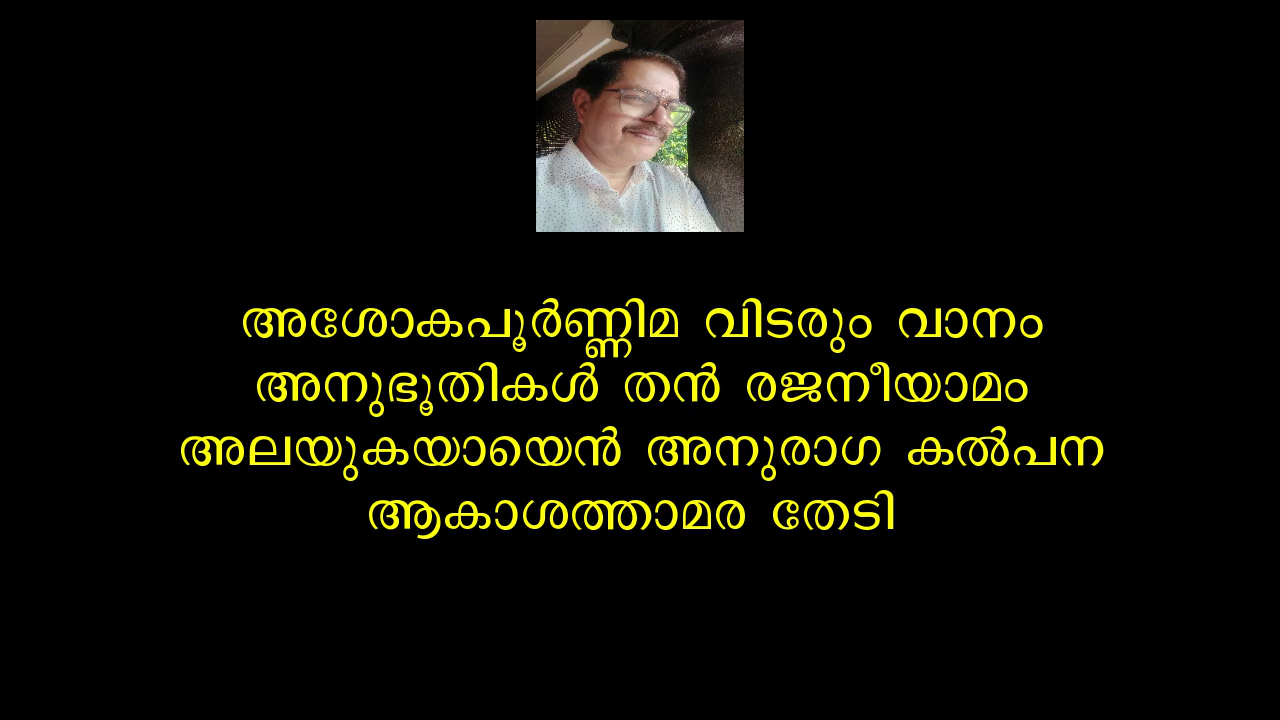 അശോകപൂർണ്ണിമ വിടരും വാനം
അനുഭൂതികൾ തൻ രജനീയാമം
അലയുകയായെൻ അനുരാഗ കൽപന
ആകാശത്താമര തേടി